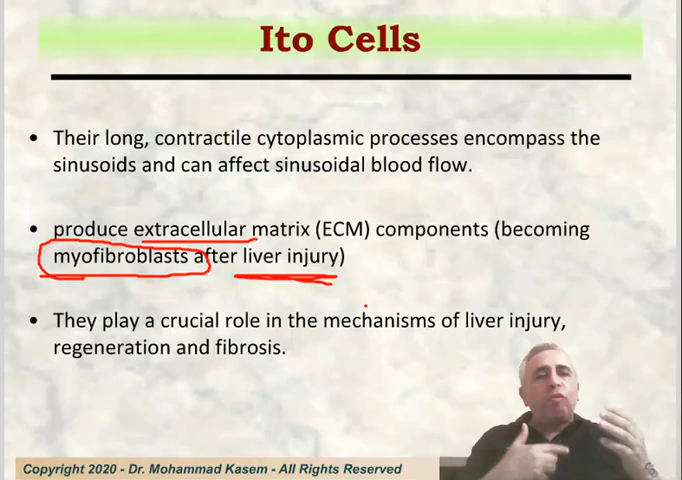 Ito Cells
• Their long, contractile cytoplasmic processes encompass the
sinusoids and can affect sinusoidal blood flow.
• produce extracellular matrix (ECM) components (becoming
myofibroblasts after liver injury)
• They play a crucial role in the mechanisms of liver injury,
regeneration and fibrosis.
Copyright 2020 - Dr. Mohammad Kasem - All Rights Reserved